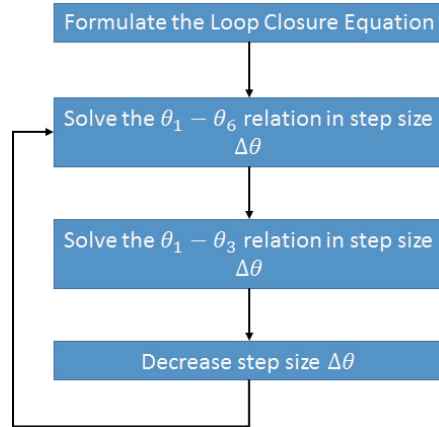 Formulate the Loop Closure Equation
Solve the θ₁ − θ₆ relation in step size
Δθ
Solve the θ₁ − θ₃ relation in step size
Δθ
Decrease step size Δθ